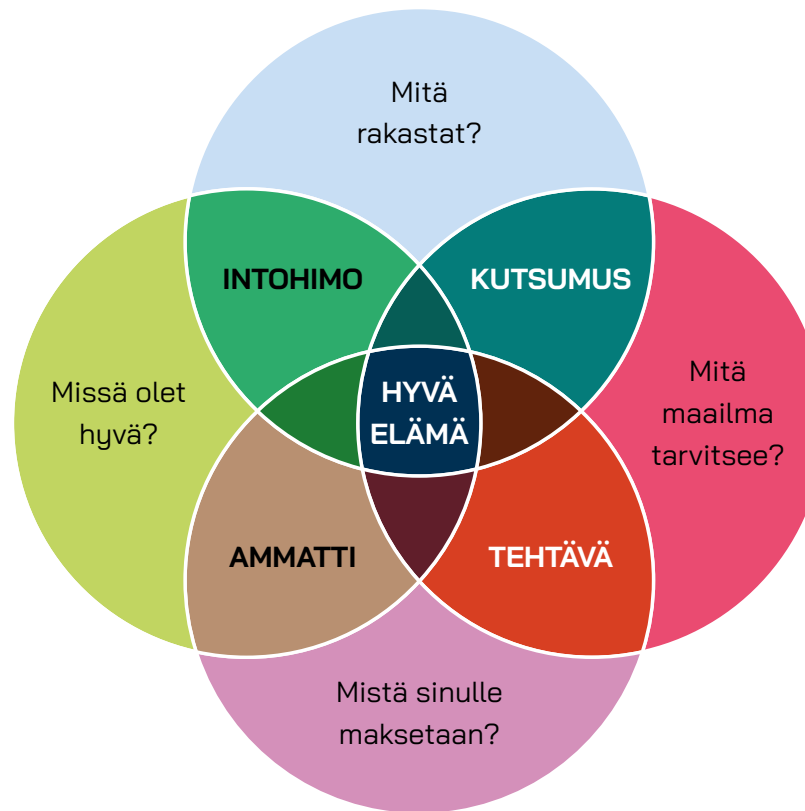 Mitä
rakastat?
INTOHIMO
KUTSUMUS
Missä olet
hyvä?
HYVÄ
ELÄMÄ
Mitä
maailma
tarvitsee?
AMMATTI
TEHTÄVÄ
Mistä sinulle
maksetaan?